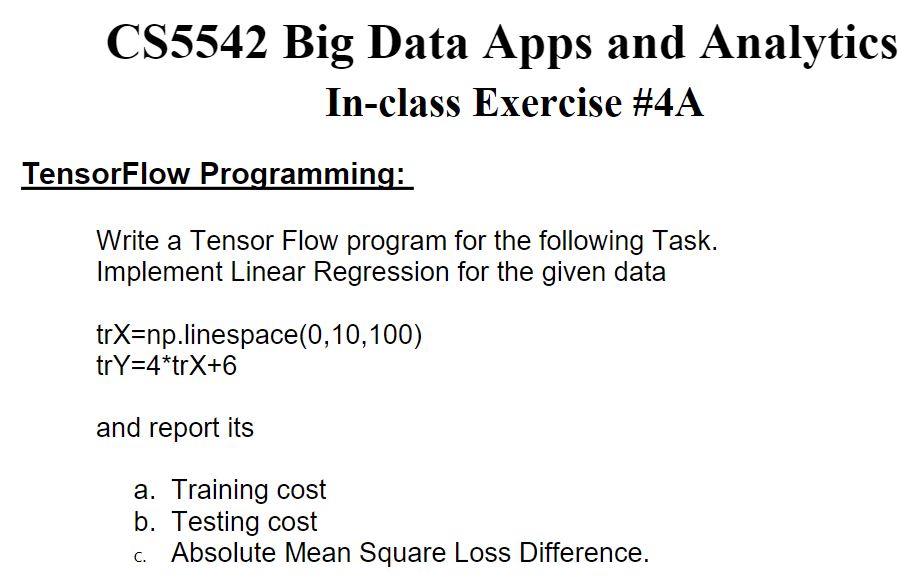 CS5542 Big Data Apps and Analytics
In-class Exercise #4A
TensorFlow Programming:
Write a Tensor Flow program for the following Task.
Implement Linear Regression for the given data
trX=np.linespace(0,10,100)
trY=4*trX+6
and report its
a. Training cost
b. Testing cost
c. Absolute Mean Square Loss Difference.